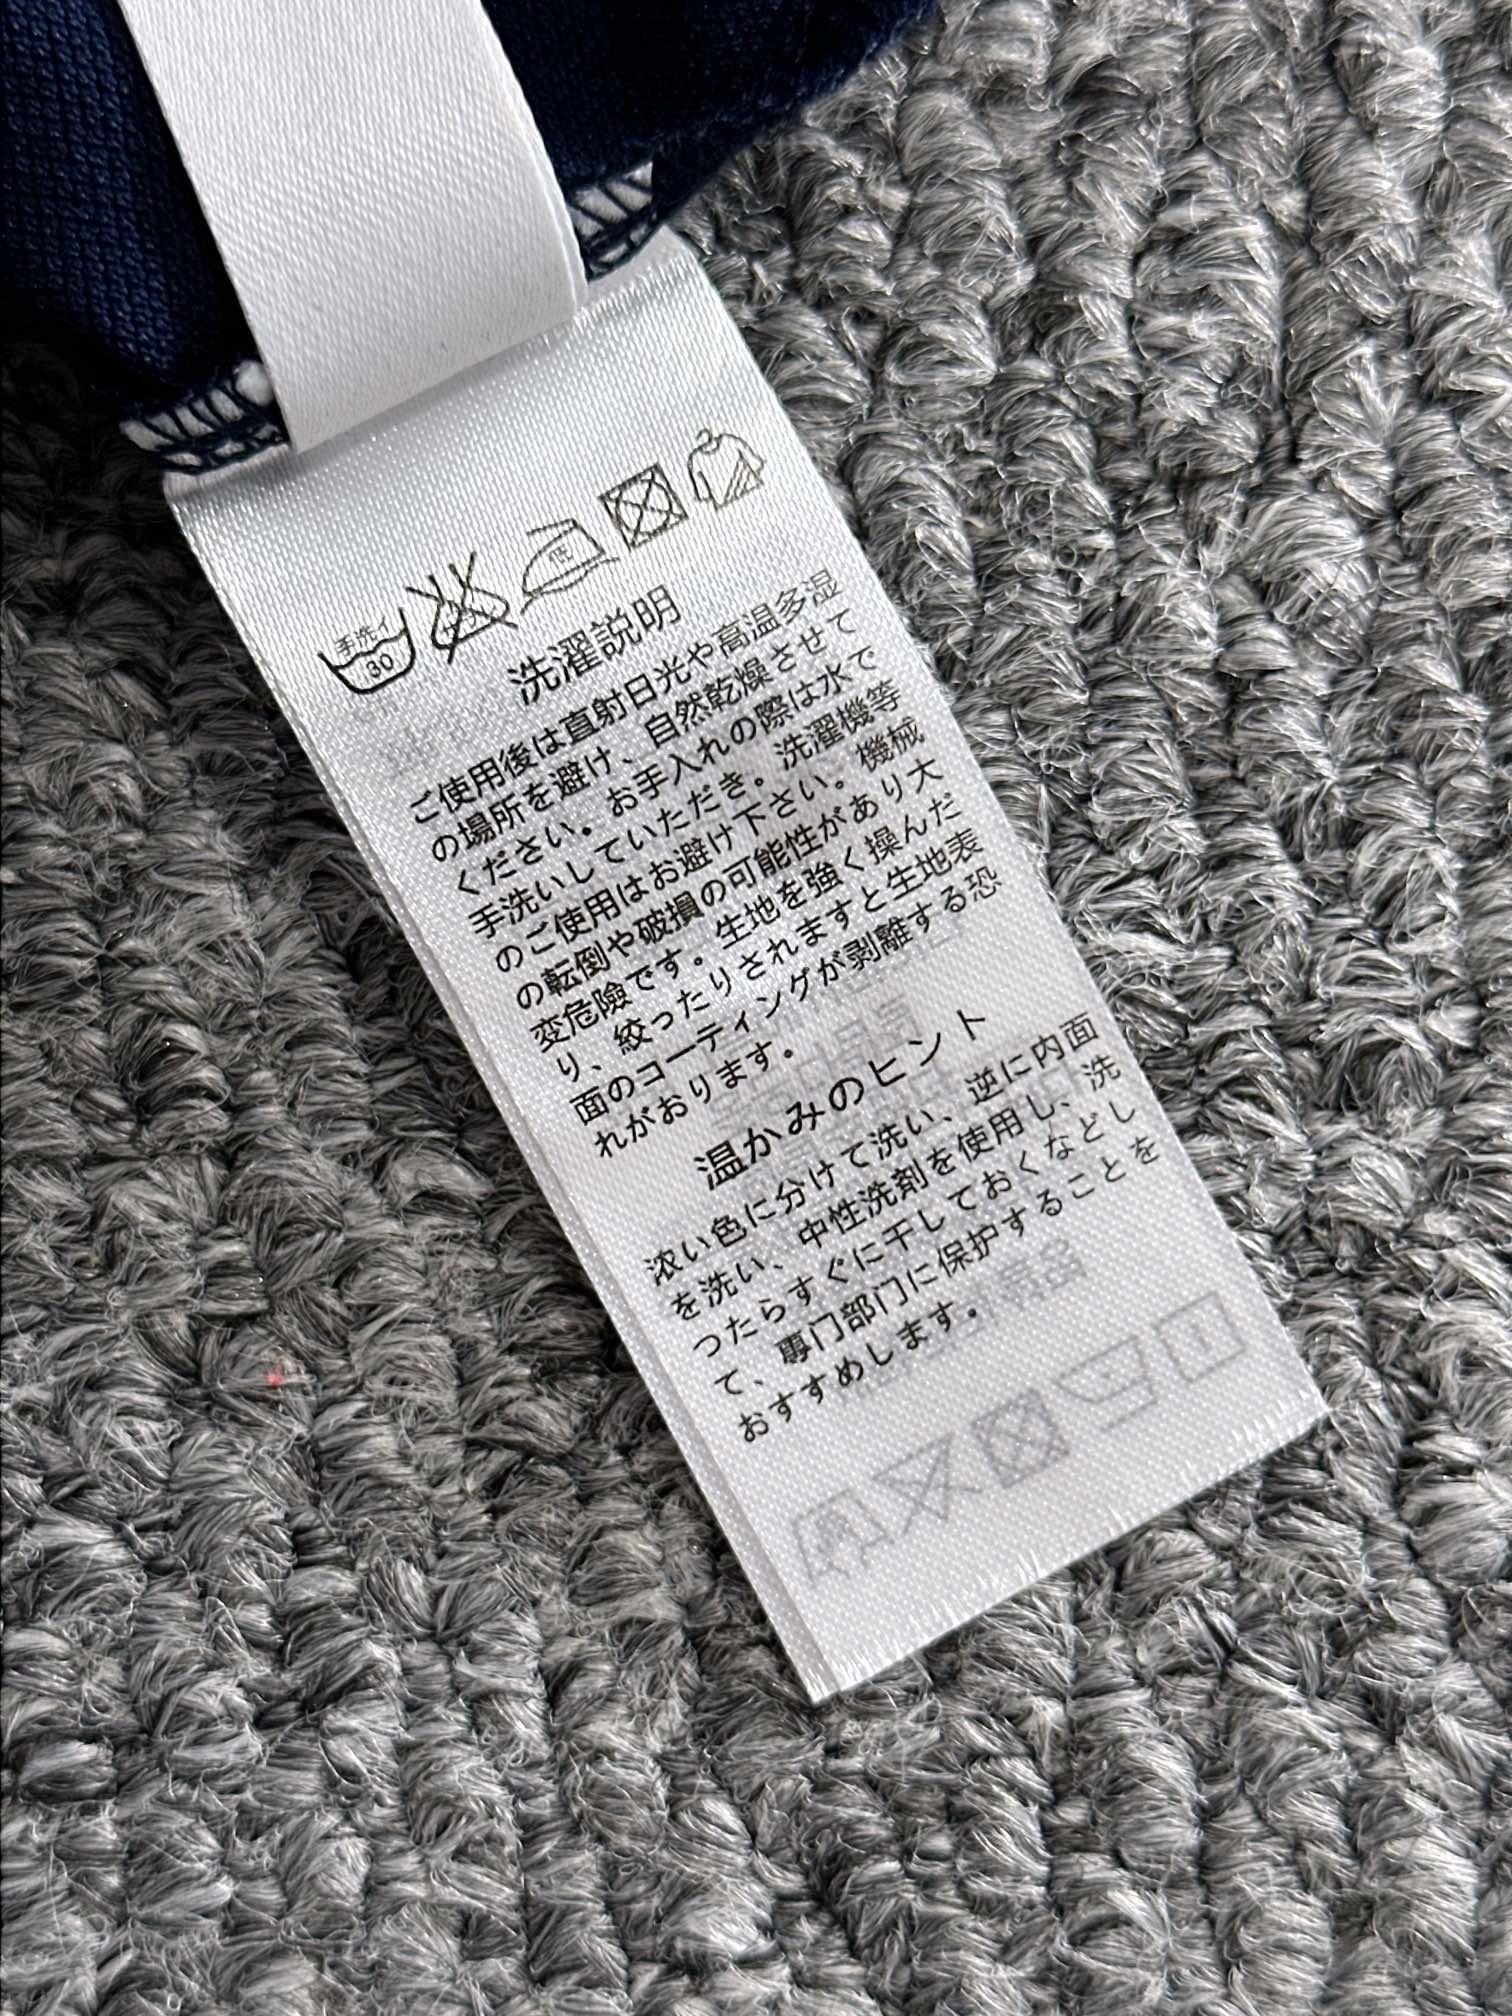 手洗イ
30
低
洗濯説明
ご使用後は直射日光や高温多湿
の場所を避け、自然乾燥させて
ください。お手入れの際は水で
手洗いしていただき。洗濯機等
のご使用はお避け下さい。機械
の転倒や破損の可能性があり大
変危險です。生地を強く操んだ
り、絞ったりされますと生地表
面のコーティングが剥離する恐
れがおります。
温かみのヒント
浓い色に分けて洗い、逆に内面
を洗い、中性洗剤を使用し、洗
つたらすぐに干しておくなどし
て、專门部门に保护することを
おすすめします。